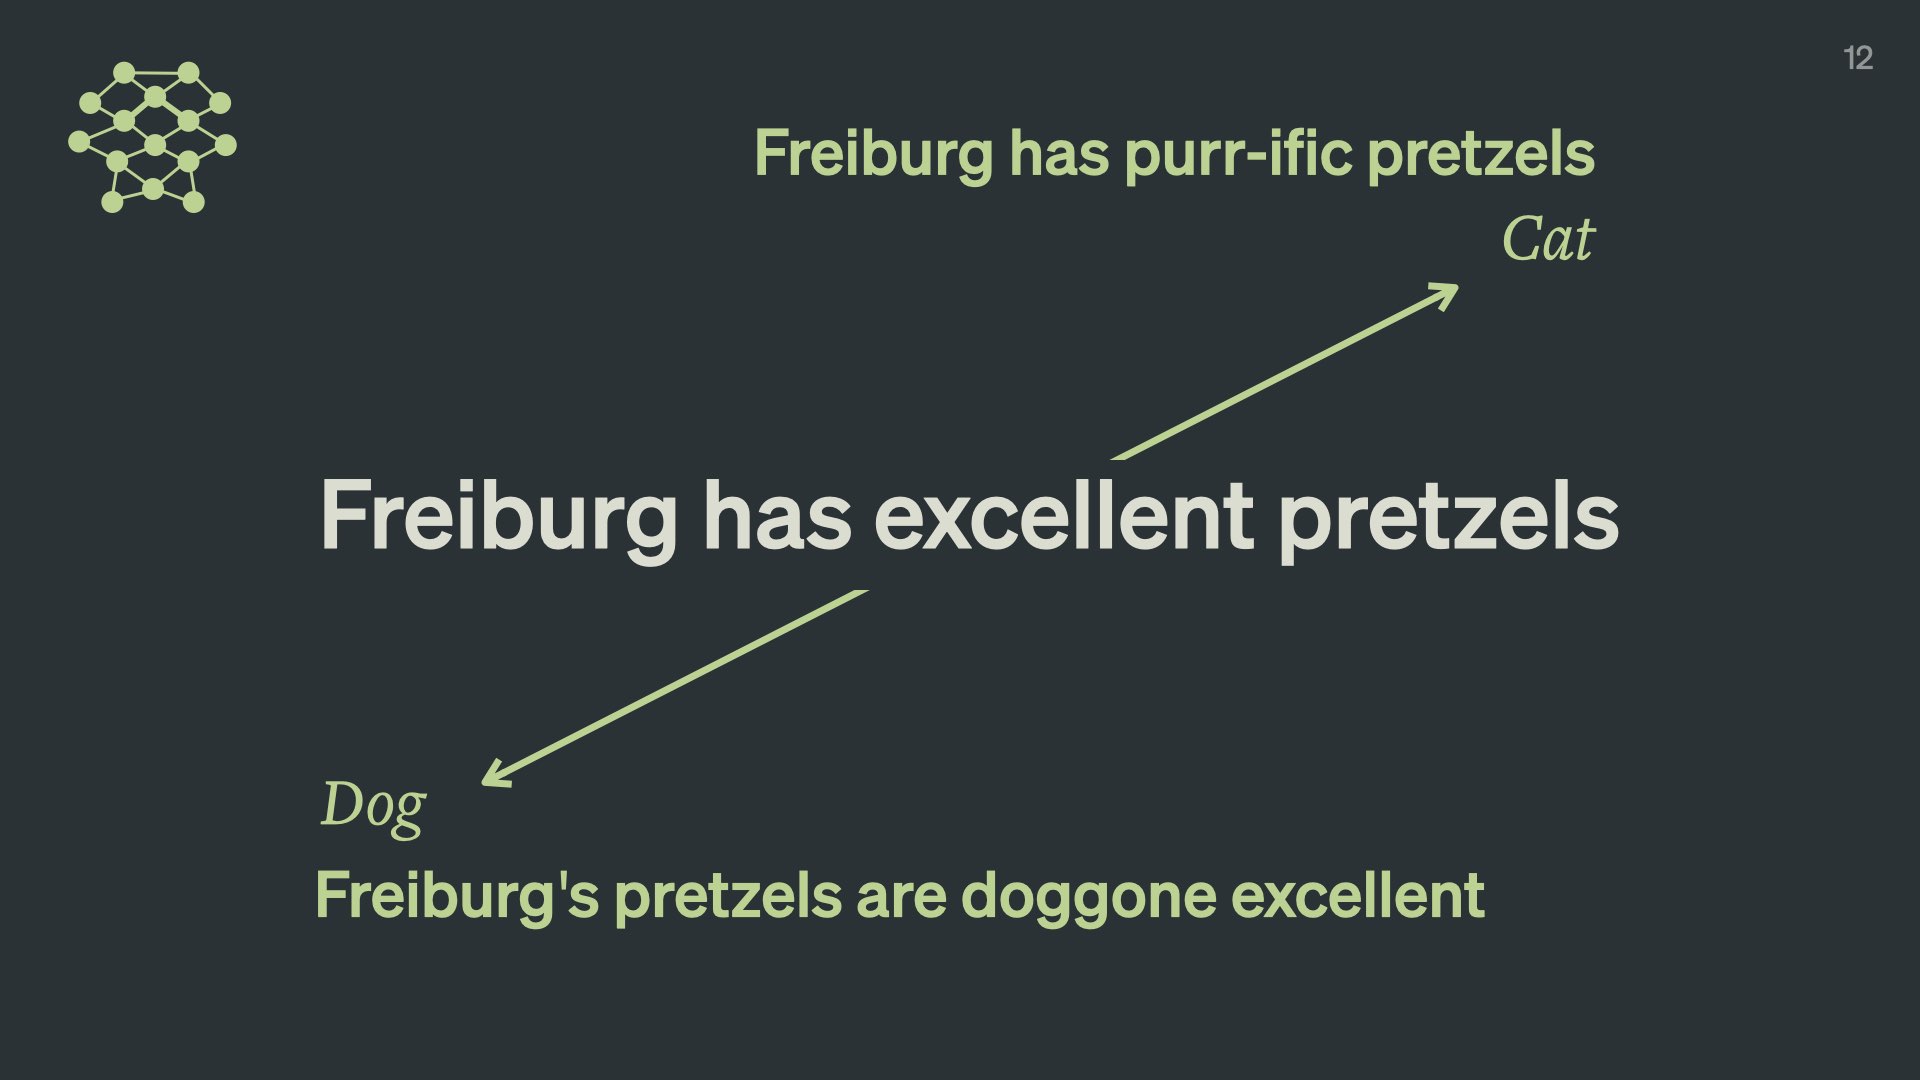 12
Freiburg has purr-ific pretzels
Cat
Freiburg has excellent pretzels
Dog
Freiburg's pretzels are doggone excellent